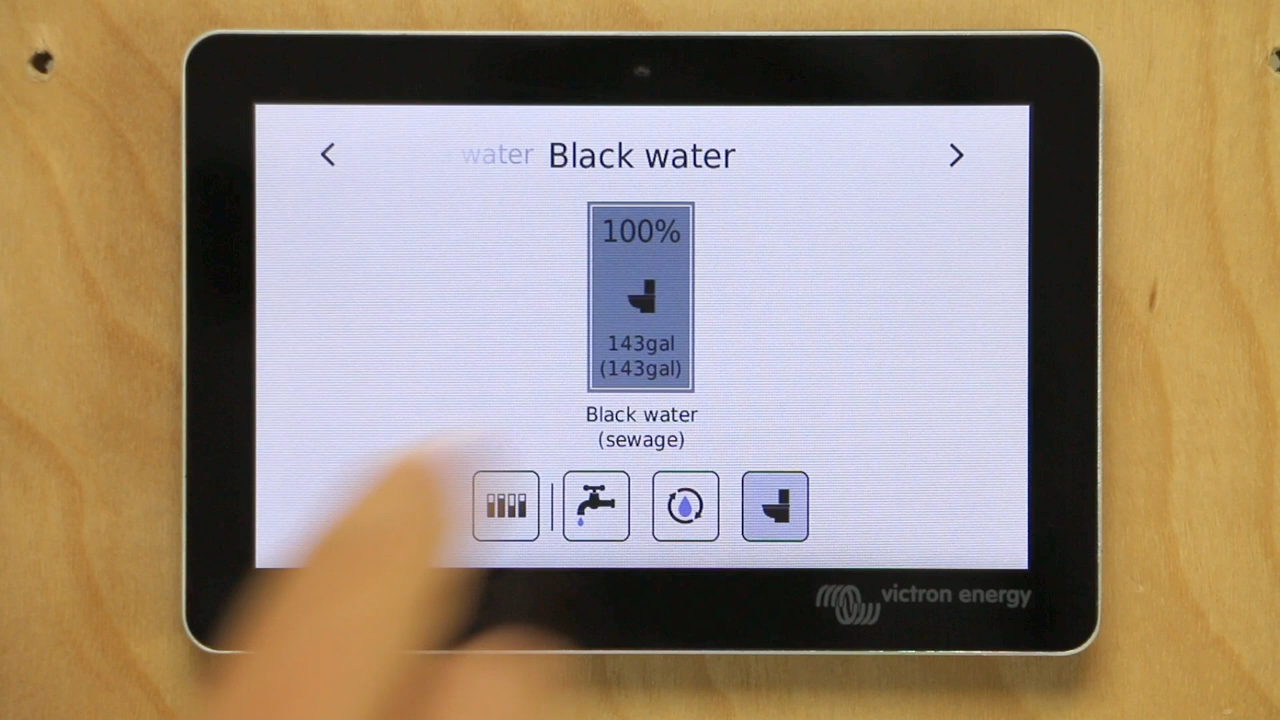 water Black water
100%
143gal
(143gal)
Black water
(sewage)
victron energy